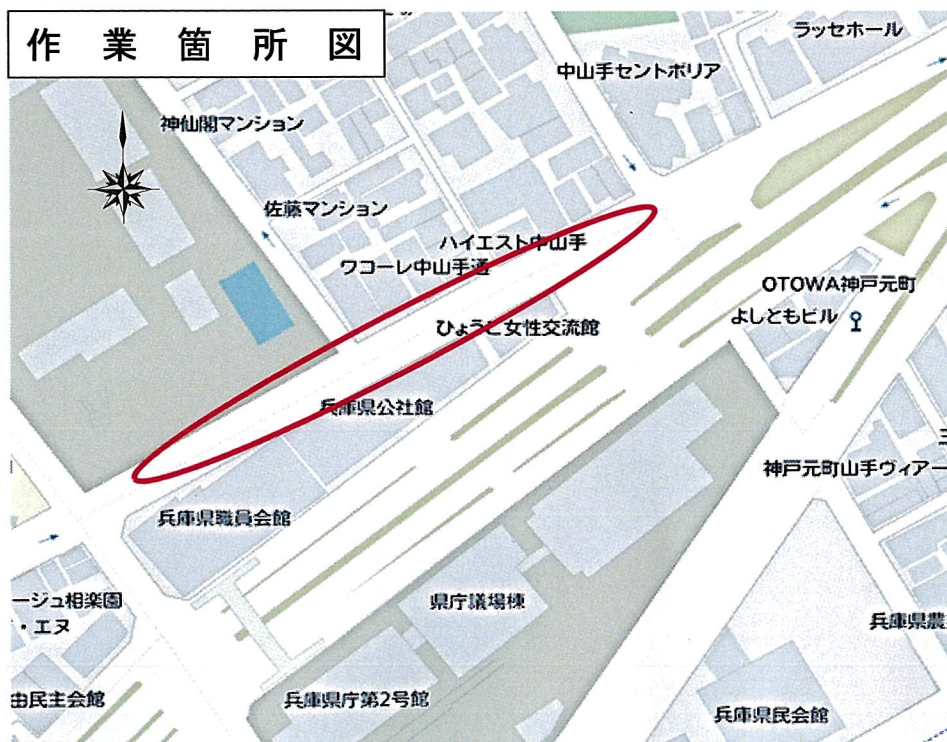 作業箇所図
ラッセホール
中山手セントポリア
神仙閣マンション
佐藤マンション
ハイエスト中山手
ワコーレ中山手通
OTOWA神戸元町
よしともビル
ひょうご女性交流館
兵庫県公社館
神戸元町山手ヴィアー
兵庫県職員会館
ージュ相楽園
・エヌ
県庁議場棟
兵庫県農
由民主会館
兵庫県庁第2号館
兵庫県民会館